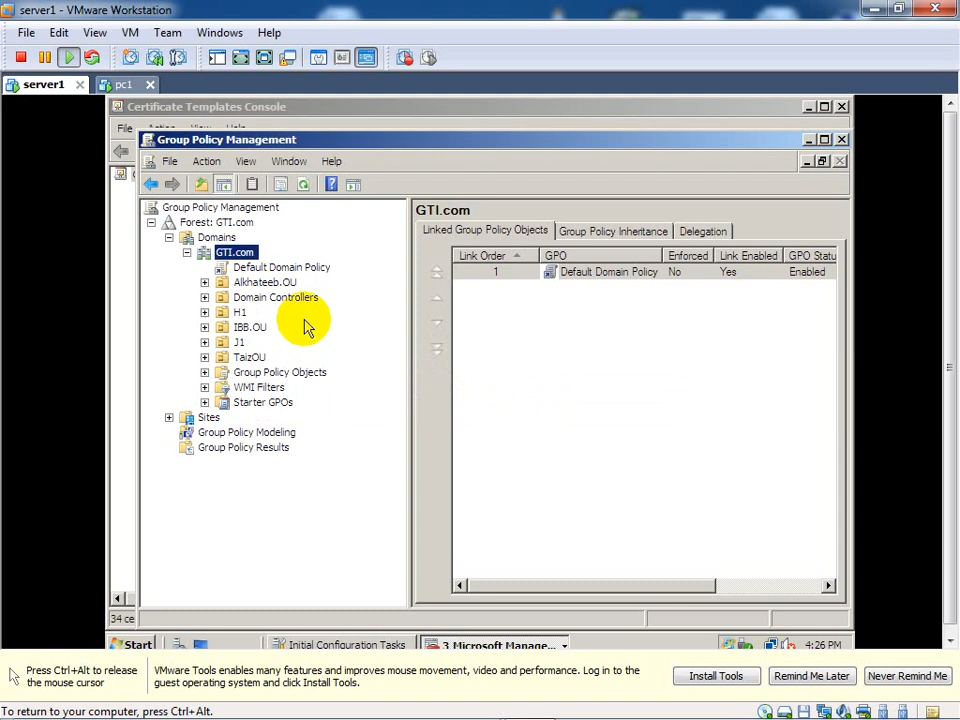 server1 - VMware Workstation
File Edit View VM Team Windows Help
server1 pc1
Certificate Templates Console
Group Policy Management
File Action View Window Help
Group Policy Management
Forest: GTI.com
Domains
GTI.com
Default Domain Policy
Alkhateeb.OU
Domain Controllers
H1
IBB.OU
J1
TaizOU
Group Policy Objects
WMI Filters
Starter GPOs
Sites
Group Policy Modeling
Group Policy Results
GTI.com
Linked Group Policy Objects Group Policy Inheritance Delegation
Link Order GPO Enforced Link Enabled GPO Statu
1 Default Domain Policy No Yes Enabled
34 ce
Start Initial Configuration Tasks 3 Microsoft Manage... 4:26 PM
Press Ctrl+Alt to release
the mouse cursor
VMware Tools enables many features and improves mouse movement, video and performance. Log in to the
guest operating system and click Install Tools.
Install Tools Remind Me Later Never Remind Me
To return to your computer, press Ctrl+Alt.